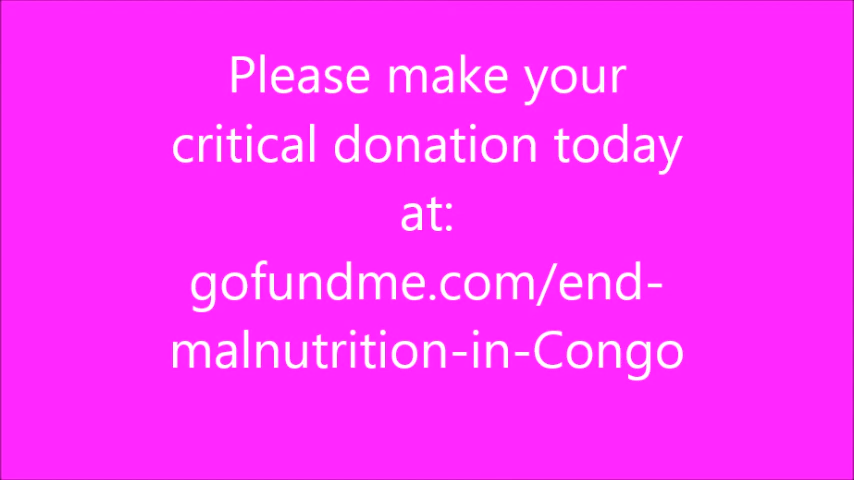 Please make your
critical donation today
at:
gofundme.com/end-
malnutrition-in-Congo